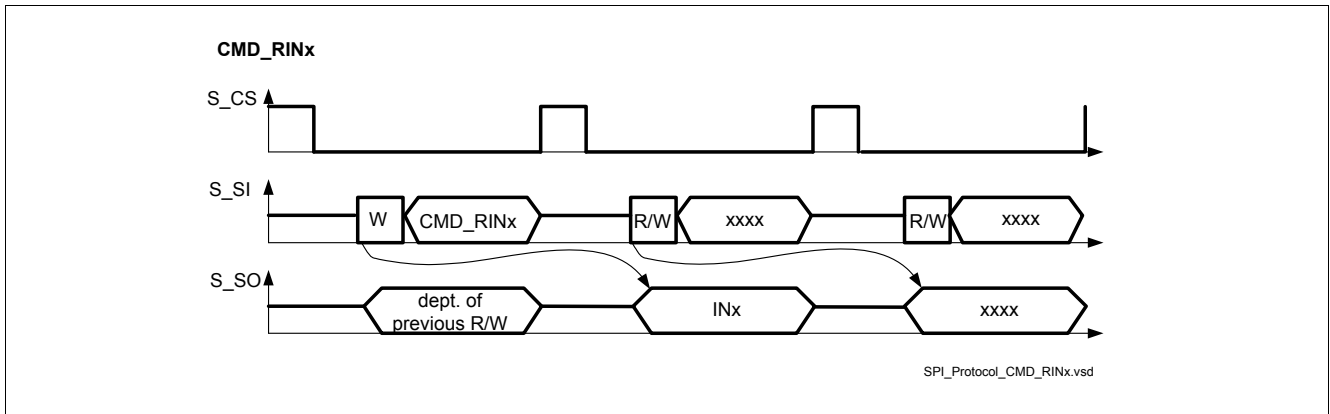 CMD_RINx
S_CS
S_SI
W
CMD_RINx
R/W
xxxx
R/W
xxxx
S_SO
dept. of
previous R/W
INx
xxxx
SPI_Protocol_CMD_RINx.vsd